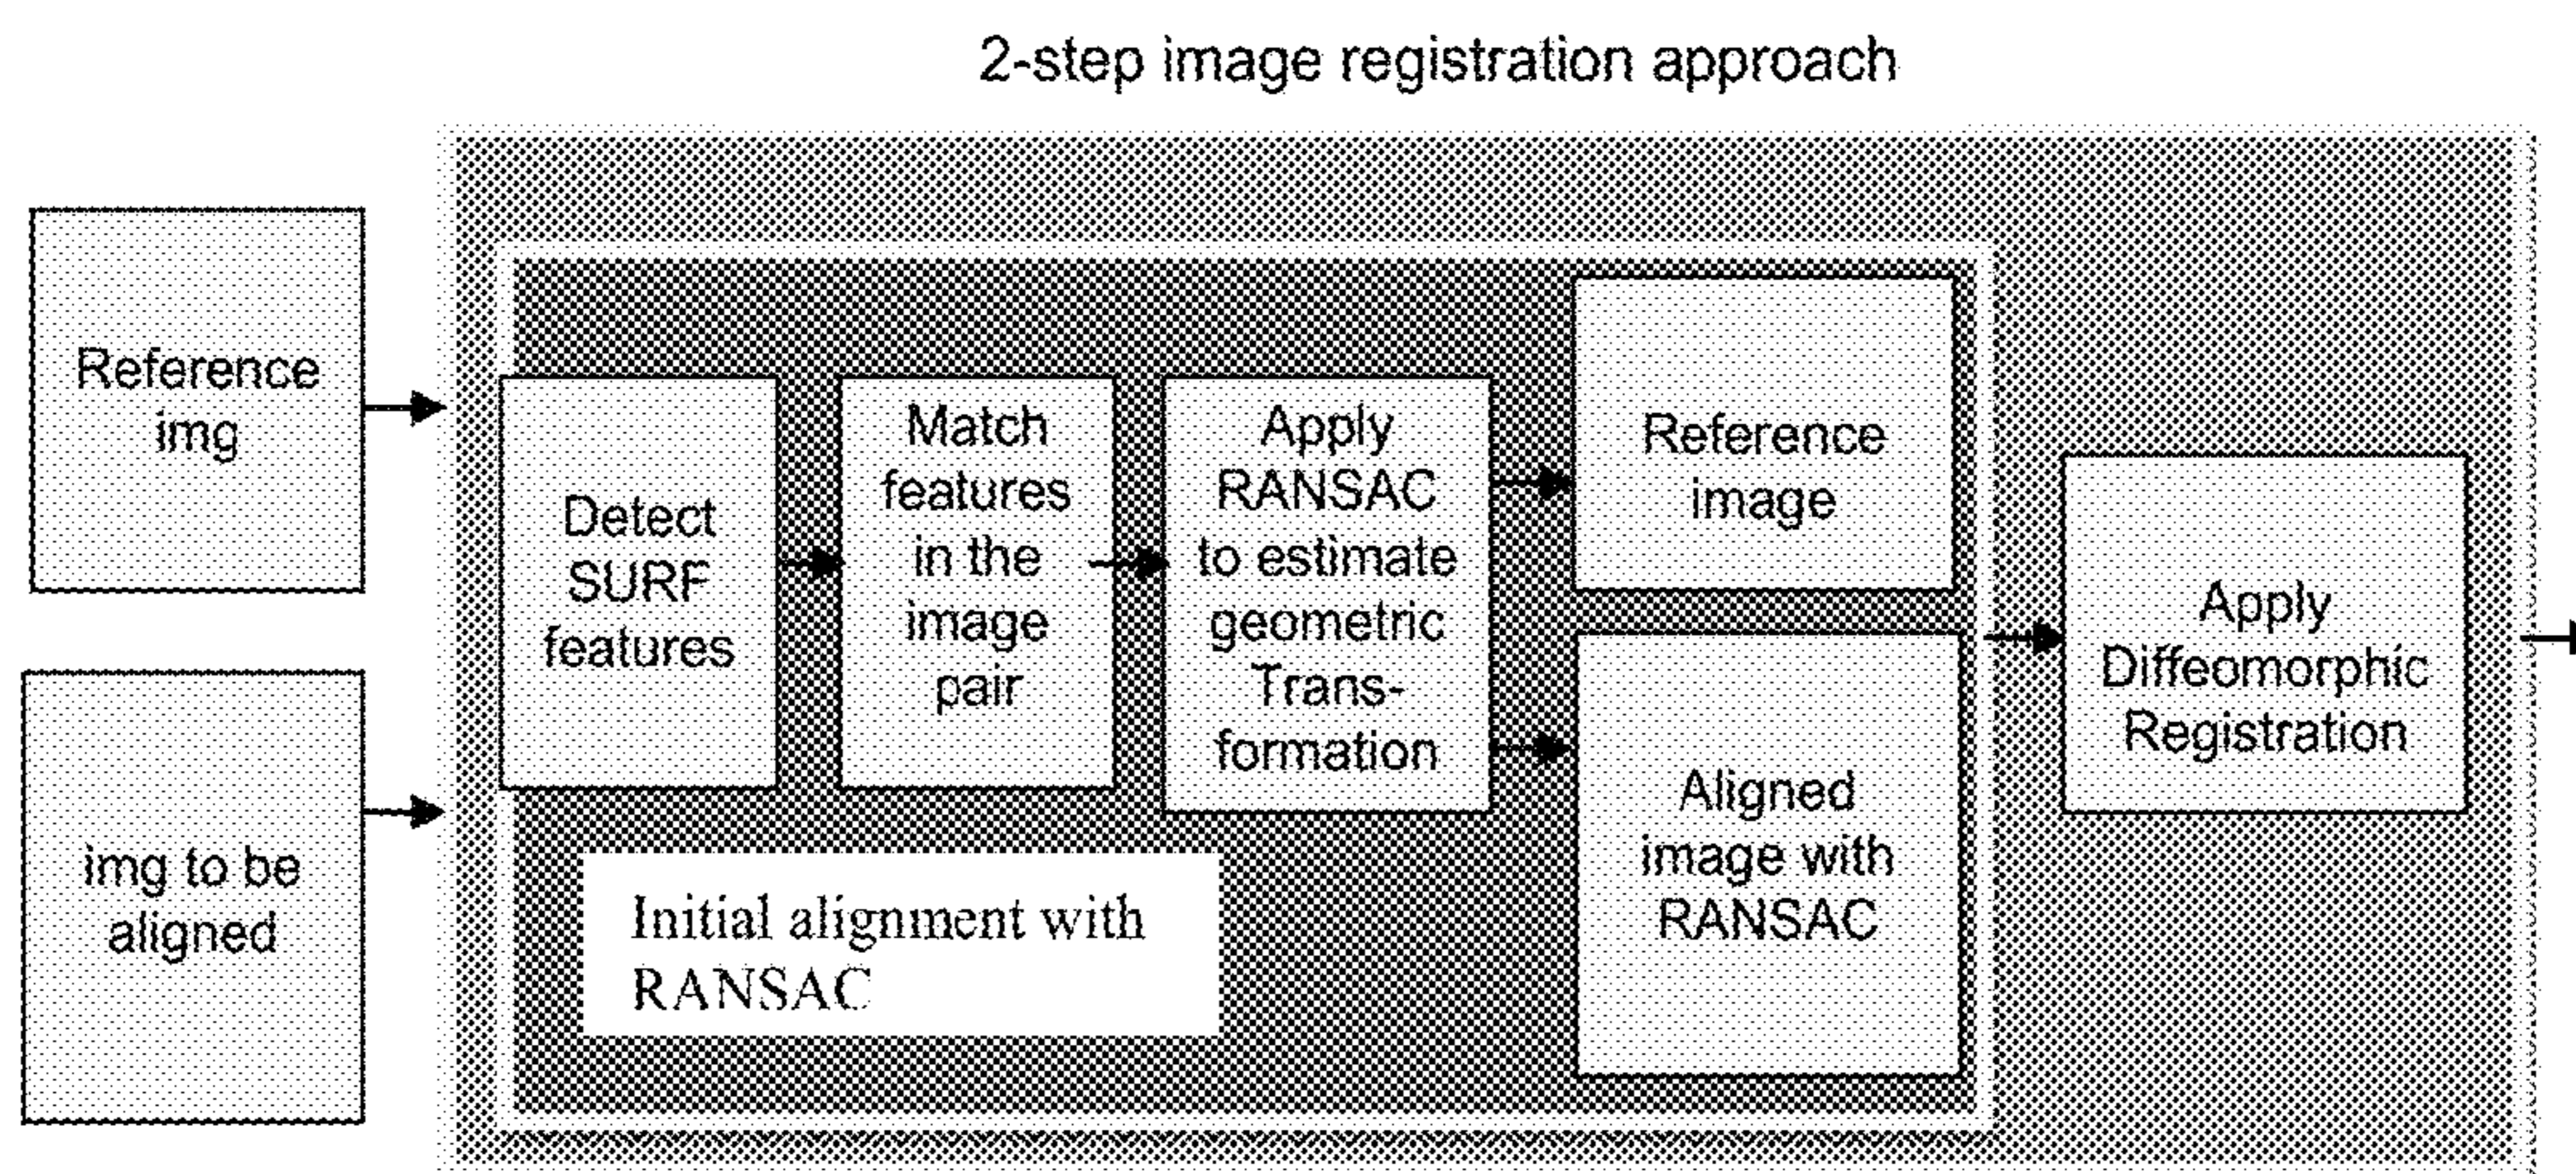 2-step image registration approach
Reference
img
img to be
aligned
Detect
SURF
features
Match
features
in the
image
pair
Apply
RANSAC
to estimate
geometric
Trans-
formation
Reference
image
Aligned
image with
RANSAC
Initial alignment with
RANSAC
Apply
Diffeomorphic
Registration